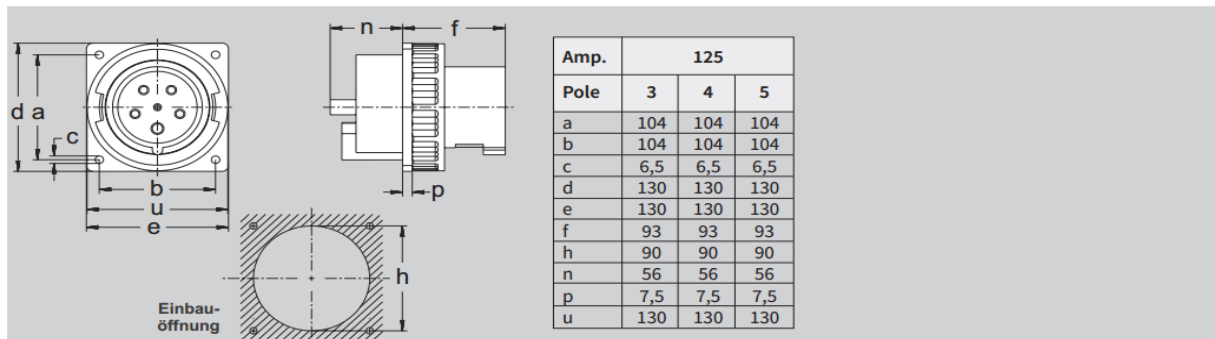 n f
d a
c
b
u
e
p
h
Einbau-
öffnung
Amp. 125
Pole 3 4 5
a 104 104 104
b 104 104 104
c 6,5 6,5 6,5
d 130 130 130
e 130 130 130
f 93 93 93
h 90 90 90
n 56 56 56
p 7,5 7,5 7,5
u 130 130 130